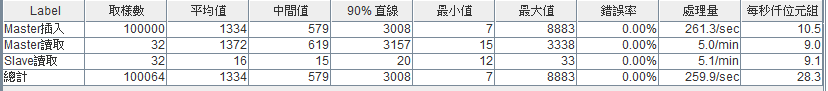 Label 取樣數 平均值 中間值 90% 直線 最小值 最大值 錯誤率 處理量 每秒仟位元組
Master插入 100000 1334 579 3008 7 8883 0.00% 261.3/sec 10.5
Master讀取 32 1372 619 3157 15 3338 0.00% 5.0/min 9.0
Slave讀取 32 16 15 20 12 33 0.00% 5.1/min 9.1
總計 100064 1334 579 3008 7 8883 0.00% 259.9/sec 28.3